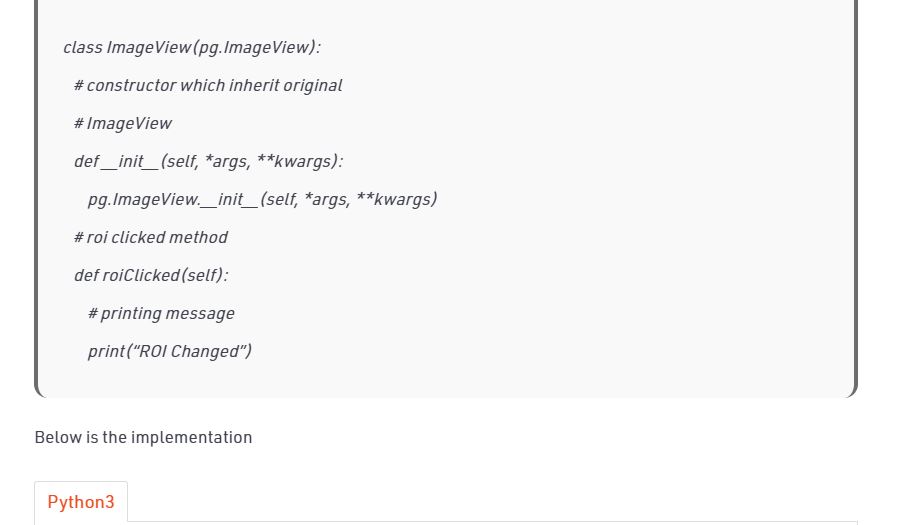 class ImageView(pg.ImageView):
# constructor which inherit original
# ImageView
def __init__(self, *args, **kwargs):
pg.ImageView.__init__(self, *args, **kwargs)
# roi clicked method
def roiClicked(self):
# printing message
print(“ROI Changed”)
Below is the implementation
Python3